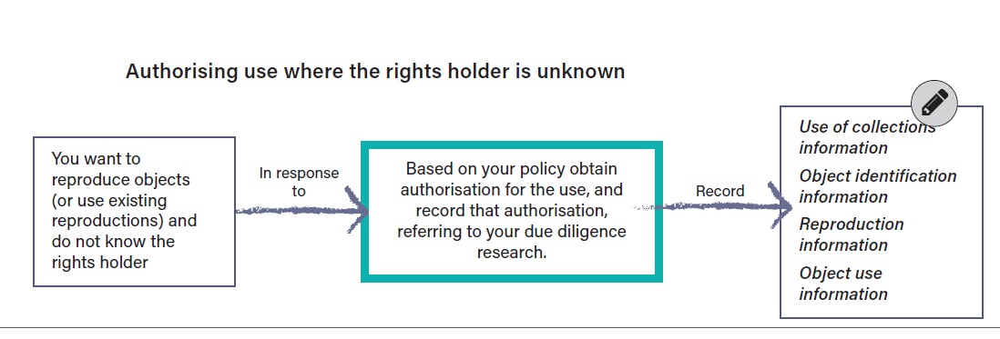 Authorising use where the rights holder is unknown
You want to
reproduce objects
(or use existing
reproductions) and
do not know the
rights holder
In response
to
Based on your policy obtain
authorisation for the use, and
record that authorisation,
referring to your due diligence
research.
Record
Use of collections
information
Object identification
information
Reproduction
information
Object use
information